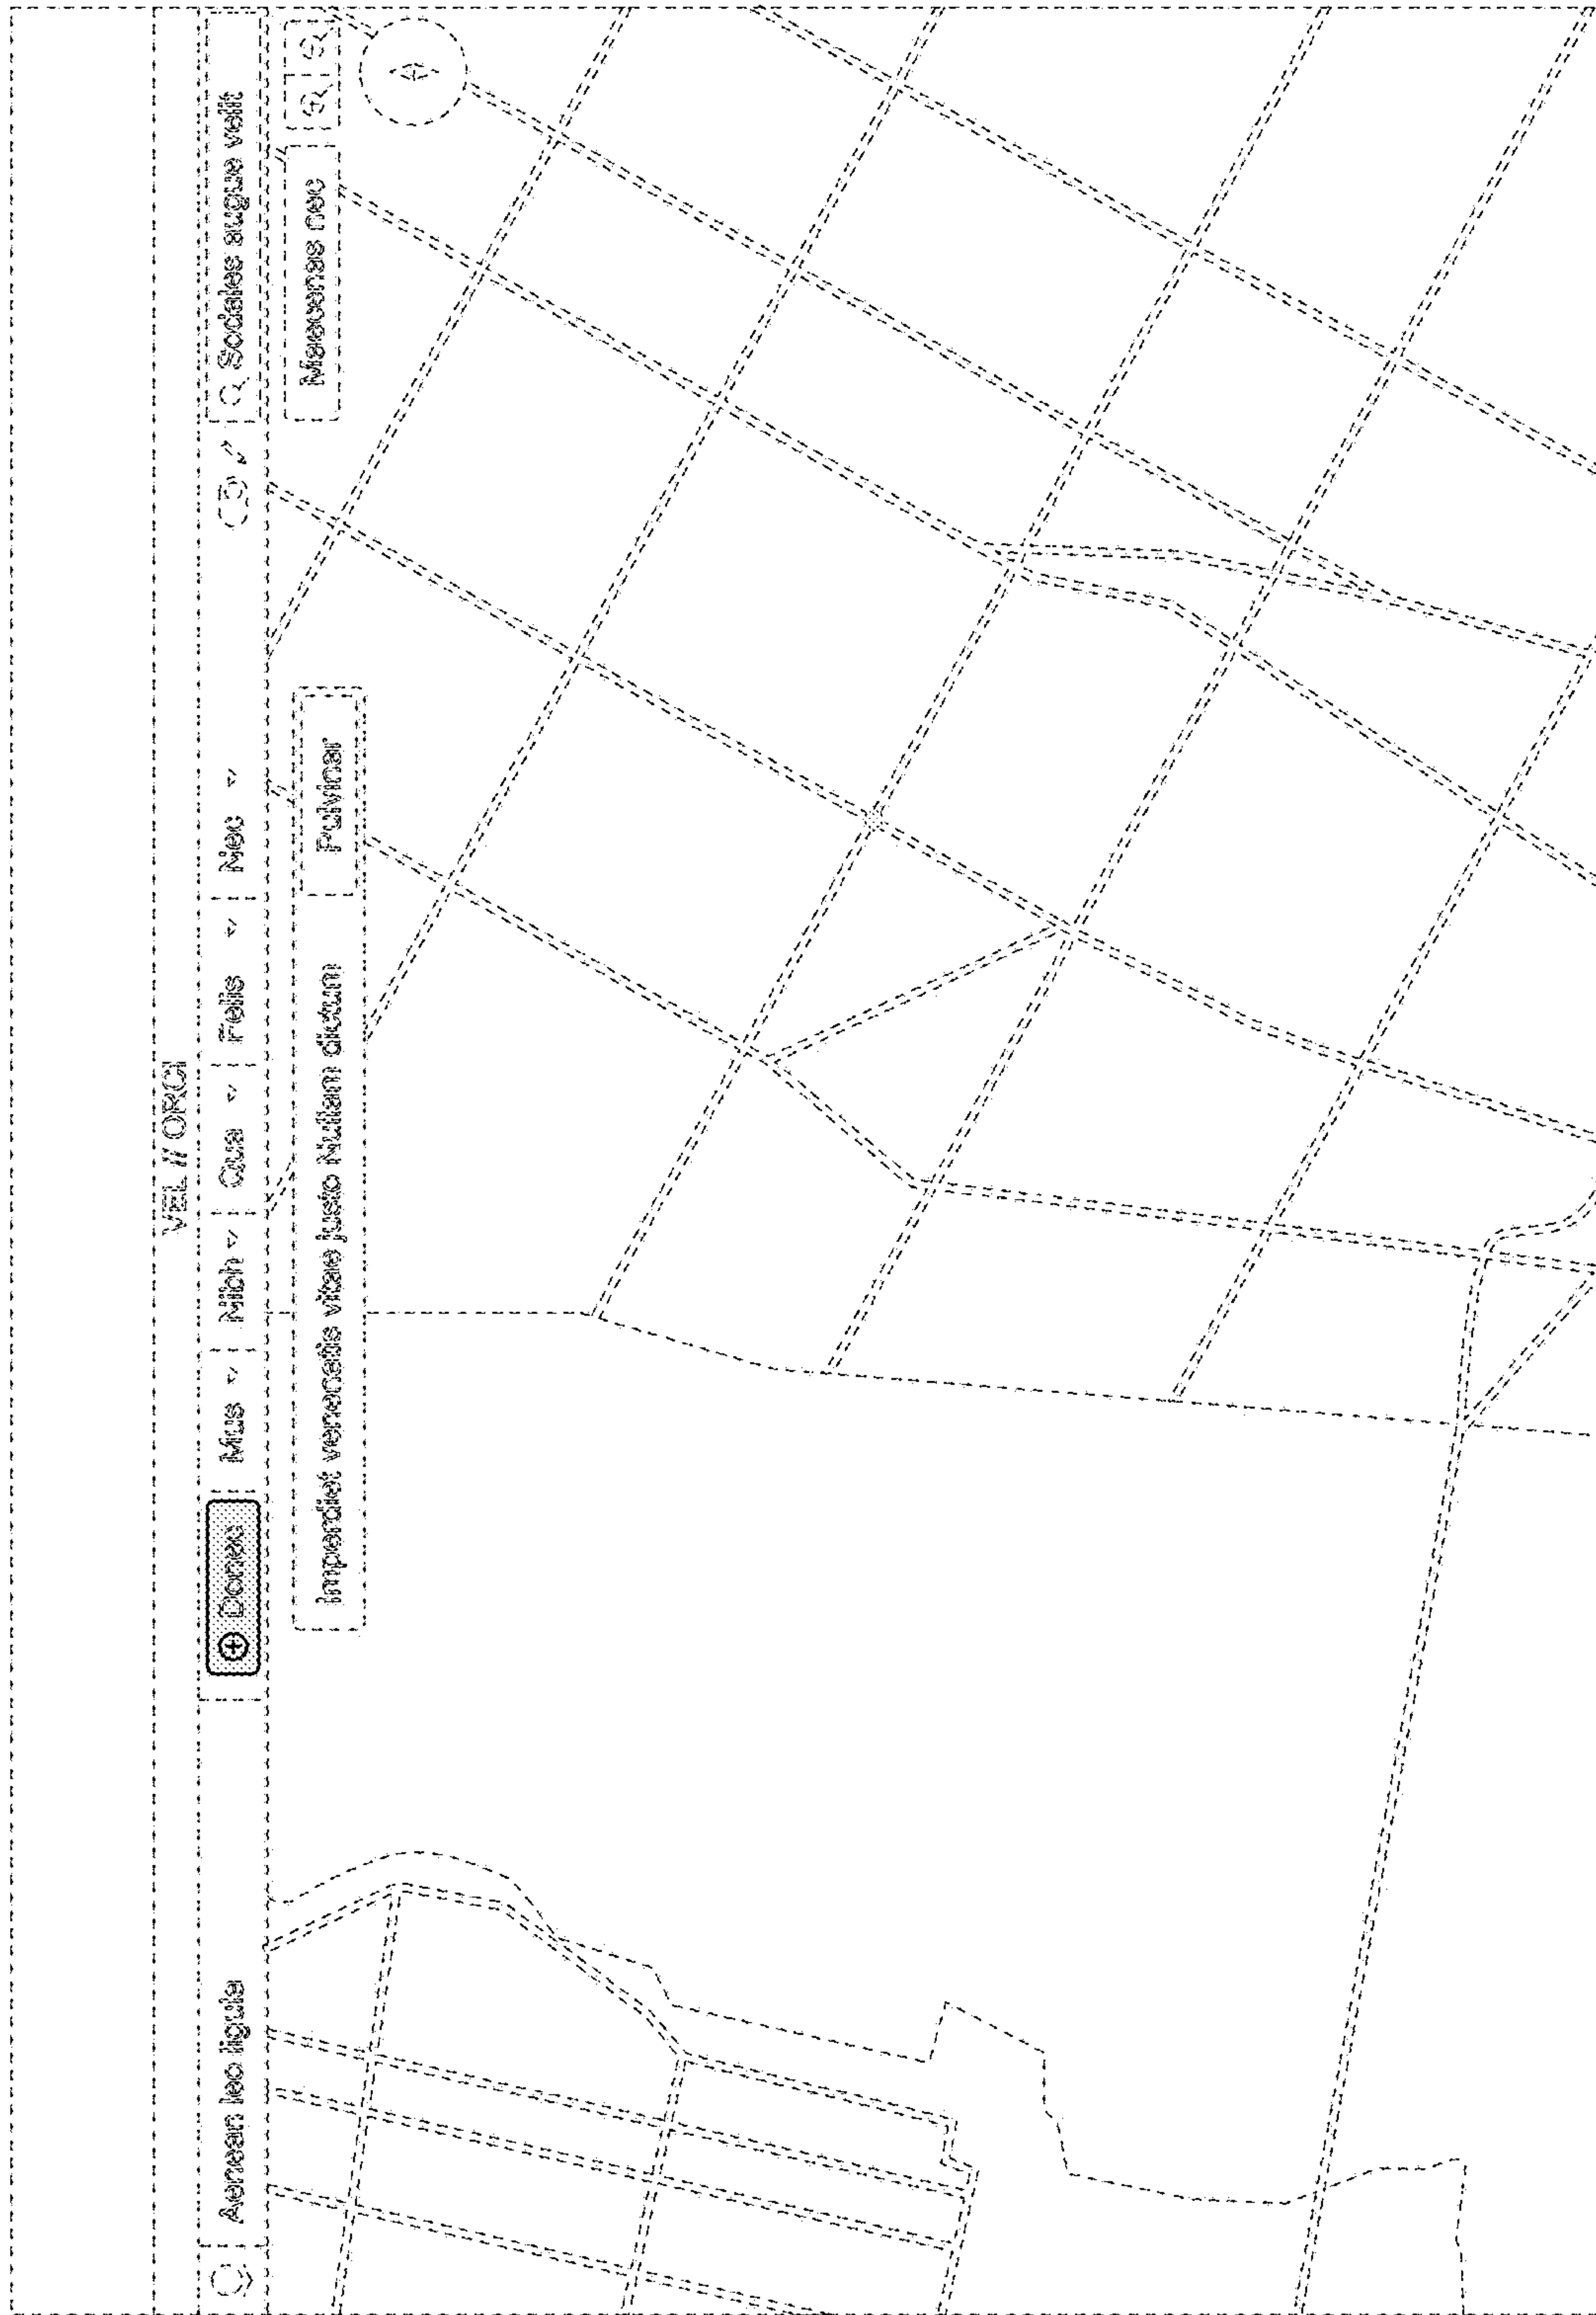 VEL // ORCI
Aenean leo ligula
Donec
Mus
Nibh
Qua
Felis
Nec
Sodales augue velit
Imperdiet venenatis vitae justo Nullam dictum
Pulvinar
Maecenas nec